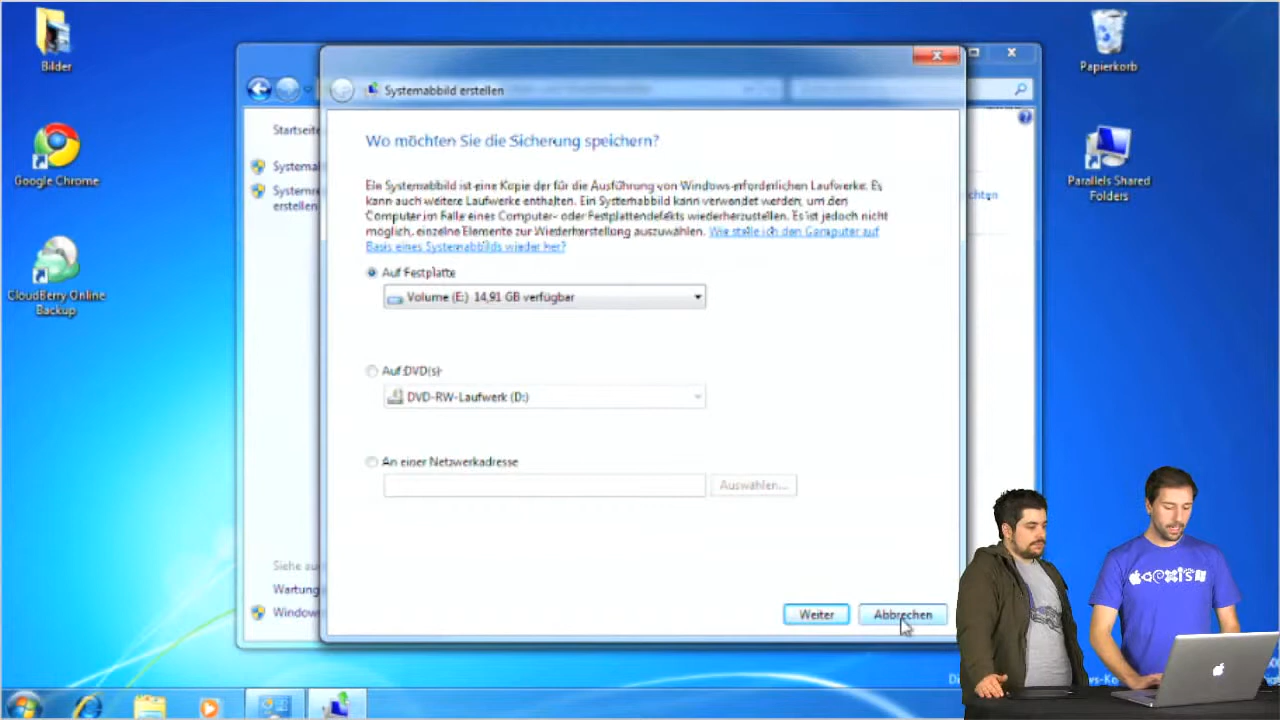 Bilder
Google Chrome
CloudBerry Online
Backup
Papierkorb
Parallels Shared
Folders
Startseite
Siehe
Wartung
Windows
Systemabbild erstellen
Wo möchten Sie die Sicherung speichern?
Ein Systemabbild ist eine Kopie der für die Ausführung von Windows erforderlichen Laufwerke. Es
kann auch weitere Laufwerke enthalten. Ein Systemabbild kann verwendet werden, um den
Computer im Falle eines Computer- oder Festplattendefekts wiederherzustellen. Es ist jedoch nicht
möglich, einzelne Elemente zur Wiederherstellung auszuwählen. Wie stelle ich den Computer auf
Basis eines Systemabbilds wieder her?
Auf Festplatte
Volume (E:) 14,91 GB verfügbar
Auf DVD(s)
DVD-RW-Laufwerk (D:)
An einer Netzwerkadresse
Auswählen...
Weiter
Abbrechen